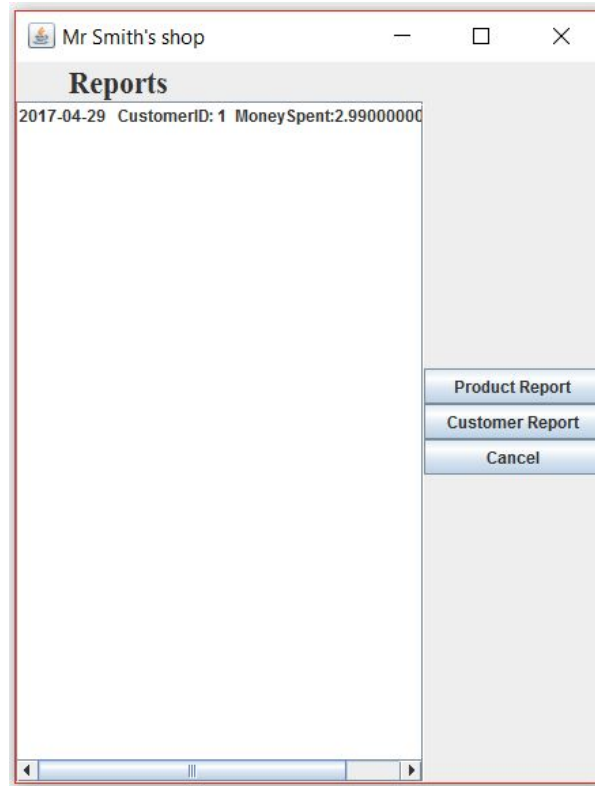 Mr Smith's shop
Reports
2017-04-29 CustomerID: 1 MoneySpent:2.99000000
Product Report
Customer Report
Cancel